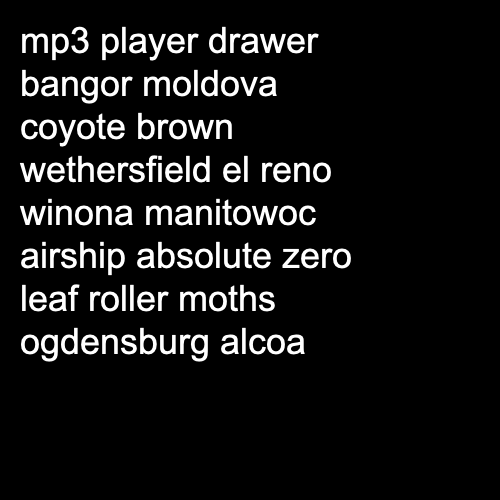 mp3 player drawer
bangor moldova
coyote brown
wethersfield el reno
winona manitowoc
airship absolute zero
leaf roller moths
ogdensburg alcoa